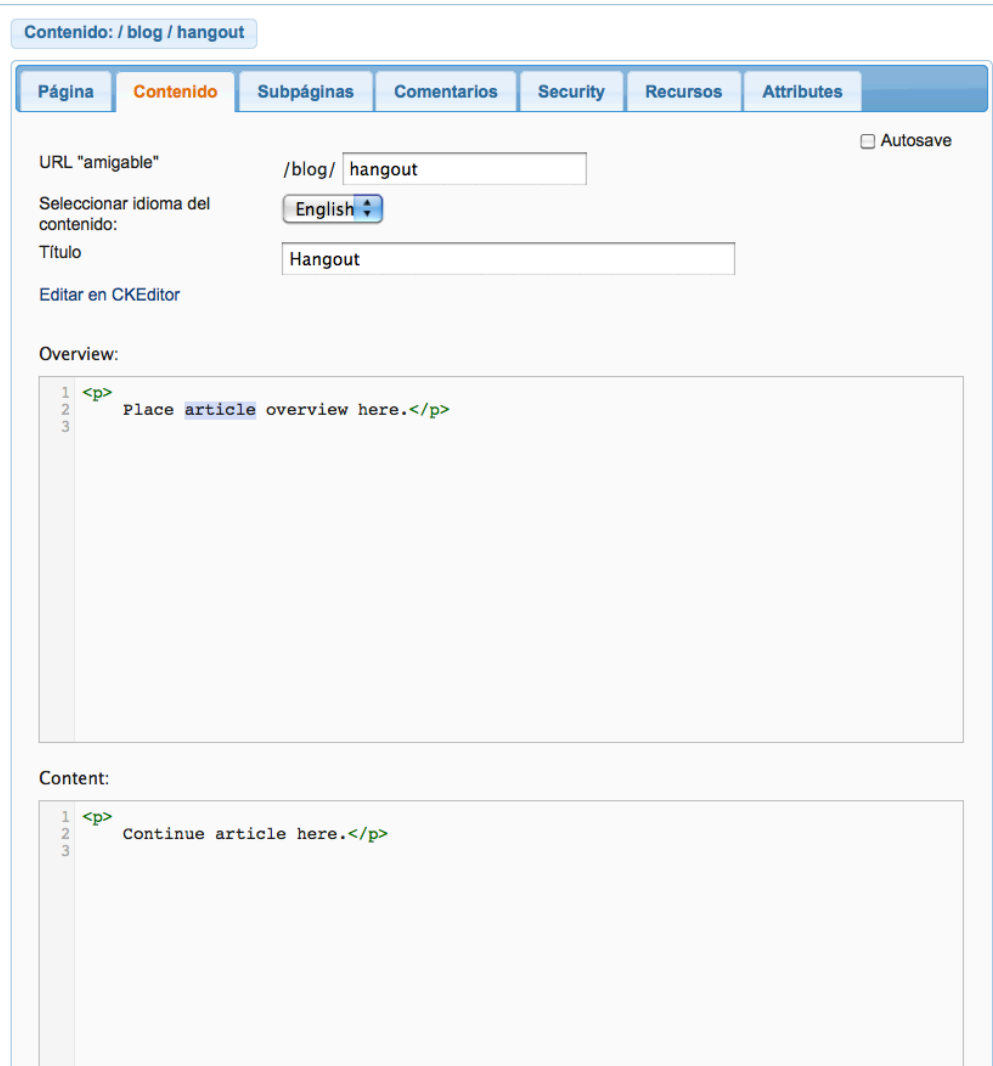 Contenido: / blog / hangout
Página Contenido Subpáginas Comentarios Security Recursos Attributes
Autosave
URL "amigable" /blog/ hangout
Seleccionar idioma del
contenido: English
Título Hangout
Editar en CKEditor
Overview:
1 <p>
2 Place article overview here.</p>
3
Content:
1 <p>
2 Continue article here.</p>
3